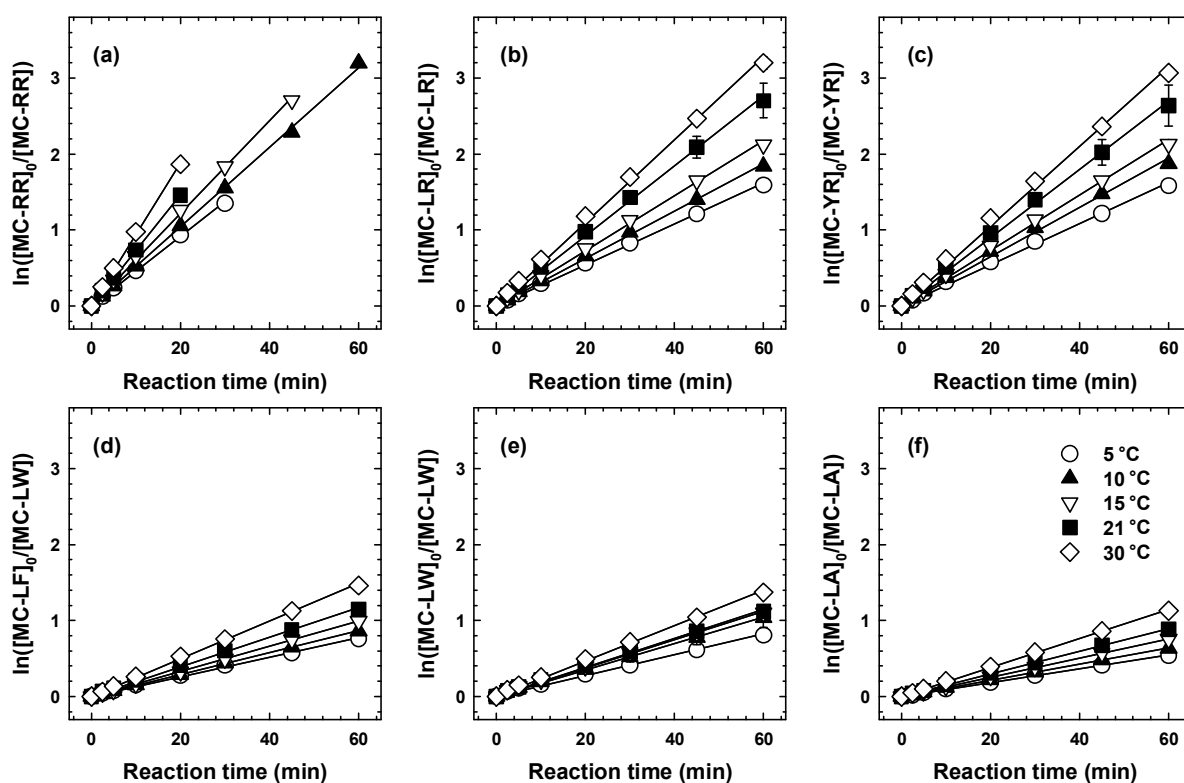 (a)
ln([MC-RR]0/[MC-RR])
3
2
1
0
0 20 40 60
Reaction time (min)
(b)
ln([MC-LR]0/[MC-LR])
3
2
1
0
0 20 40 60
Reaction time (min)
(c)
ln([MC-YR]0/[MC-YR])
3
2
1
0
0 20 40 60
Reaction time (min)
(d)
ln([MC-LF]0/[MC-LW])
3
2
1
0
0 20 40 60
Reaction time (min)
(e)
ln([MC-LW]0/[MC-LW])
3
2
1
0
0 20 40 60
Reaction time (min)
(f)
ln([MC-LA]0/[MC-LA])
3
2
1
0
0 20 40 60
Reaction time (min)
5 °C
10 °C
15 °C
21 °C
30 °C